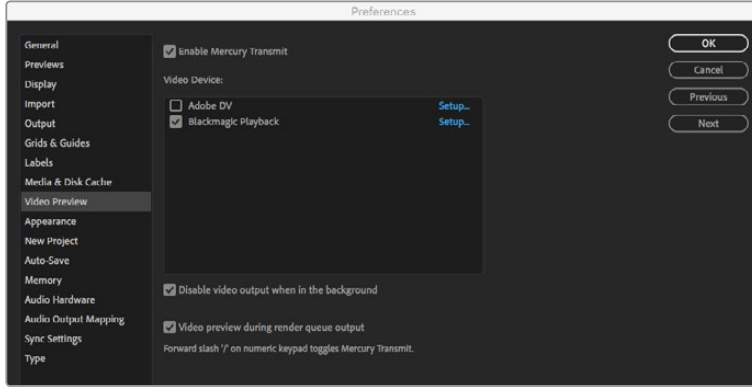 Preferences
General
Previews
Display
Import
Output
Grids & Guides
Labels
Media & Disk Cache
Video Preview
Appearance
New Project
Auto-Save
Memory
Audio Hardware
Audio Output Mapping
Sync Settings
Type
Enable Mercury Transmit
Video Device:
Adobe DV Setup...
Blackmagic Playback Setup...
Disable video output when in the background
Video preview during render queue output
Forward slash '/' on numeric keypad toggles Mercury Transmit.
OK
Cancel
Previous
Next